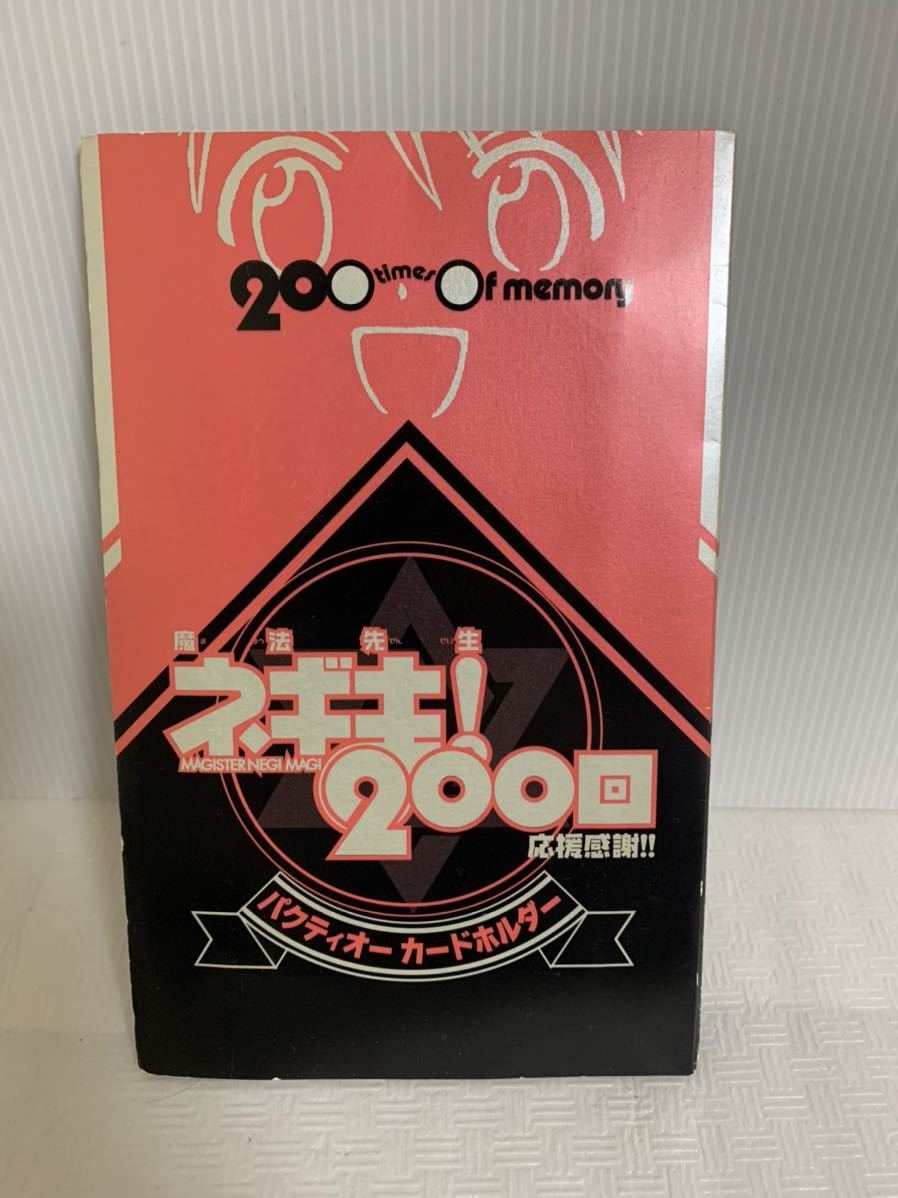 200 times Of memory
魔法先生
ネギま!
MAGISTER NEGI MAGI
200回
応援感謝!!
パクティオー カードホルダー